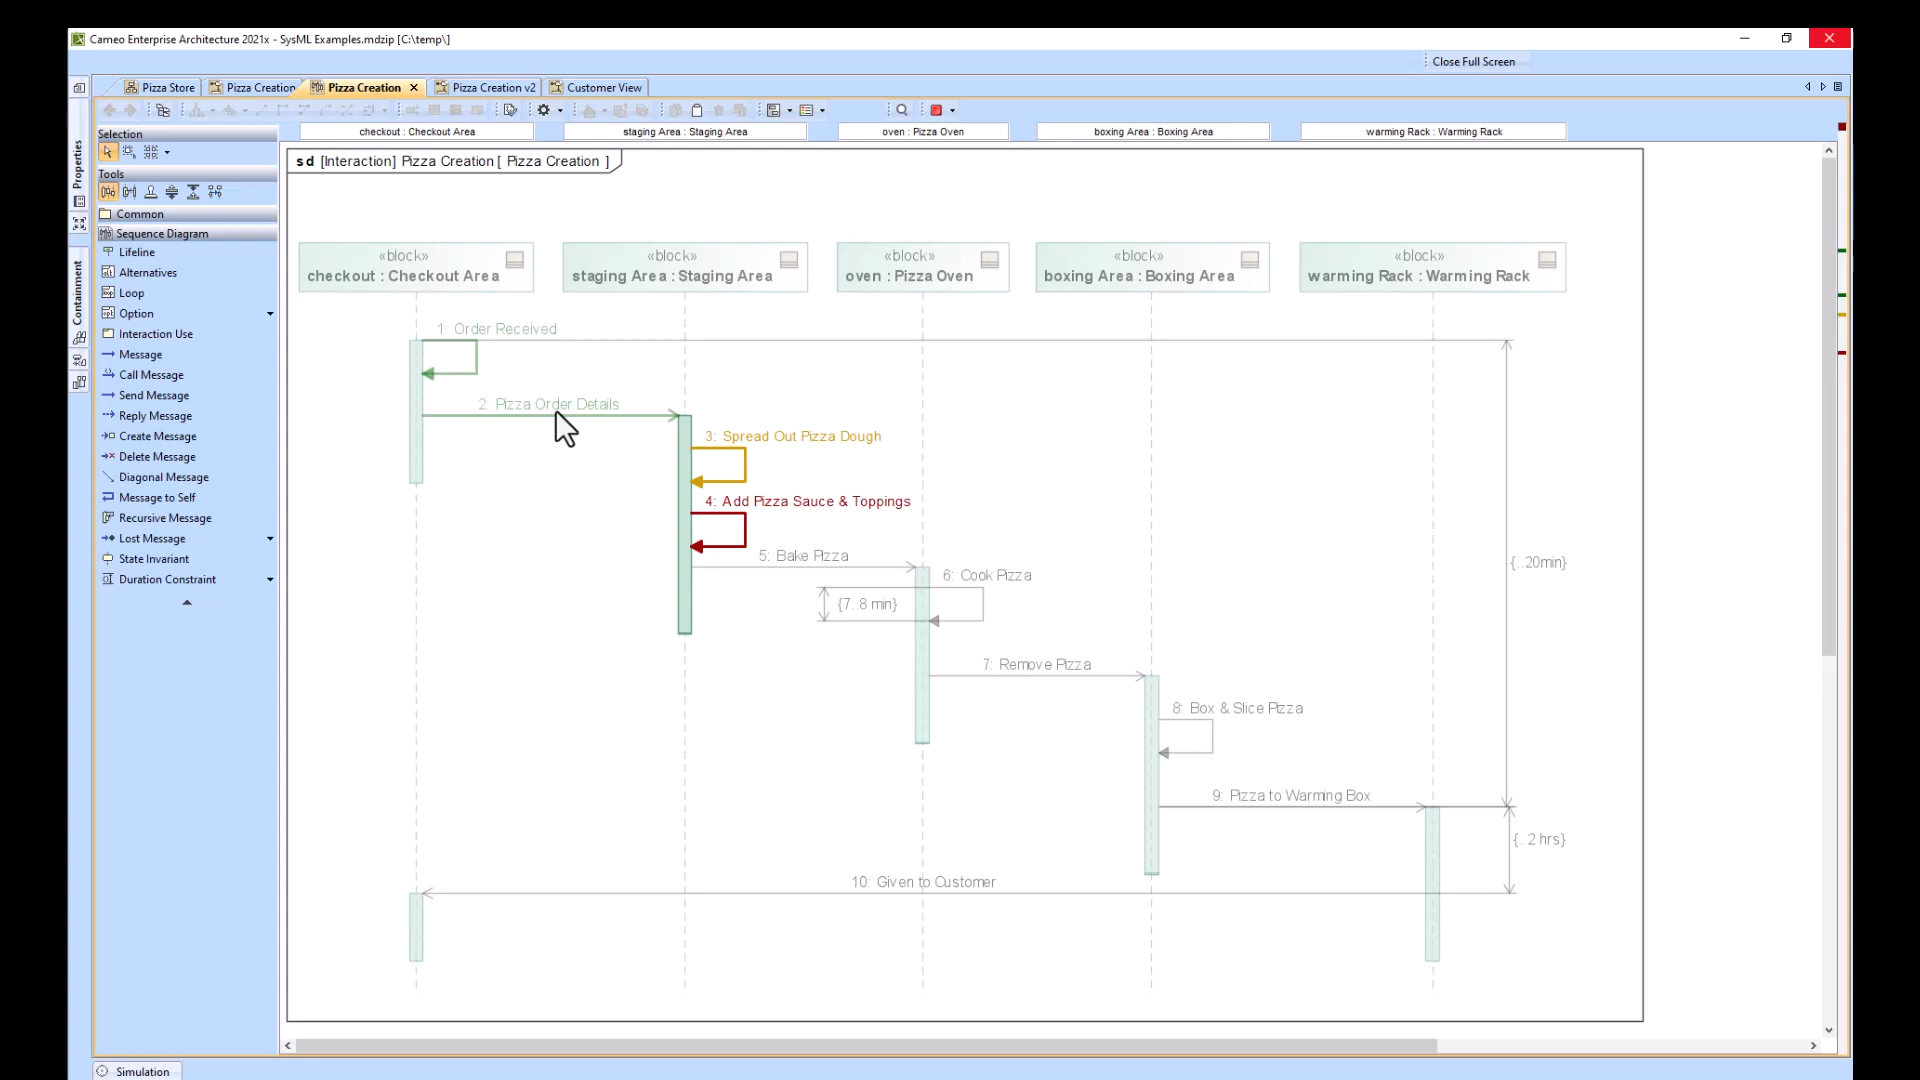 Cameo Enterprise Architecture 2021x - SysML Examples.mdzip [C:\temp\]
Close Full Screen
Pizza Store
Pizza Creation
Pizza Creation
Pizza Creation v2
Customer View
Properties
Containment
Selection
Tools
Common
Sequence Diagram
Lifeline
Alternatives
Loop
Option
Interaction Use
Message
Call Message
Send Message
Reply Message
Create Message
Delete Message
Diagonal Message
Message to Self
Recursive Message
Lost Message
State Invariant
Duration Constraint
checkout : Checkout Area
staging Area : Staging Area
oven : Pizza Oven
boxing Area : Boxing Area
warming Rack : Warming Rack
sd [Interaction] Pizza Creation [ Pizza Creation ]
«block»
checkout : Checkout Area
«block»
staging Area : Staging Area
«block»
oven : Pizza Oven
«block»
boxing Area : Boxing Area
«block»
warming Rack : Warming Rack
1: Order Received
2: Pizza Order Details
3: Spread Out Pizza Dough
4: Add Pizza Sauce & Toppings
5: Bake Pizza
{..20min}
6: Cook Pizza
{7..8 min}
7: Remove Pizza
8: Box & Slice Pizza
9: Pizza to Warming Box
{..2 hrs}
10: Given to Customer
Simulation